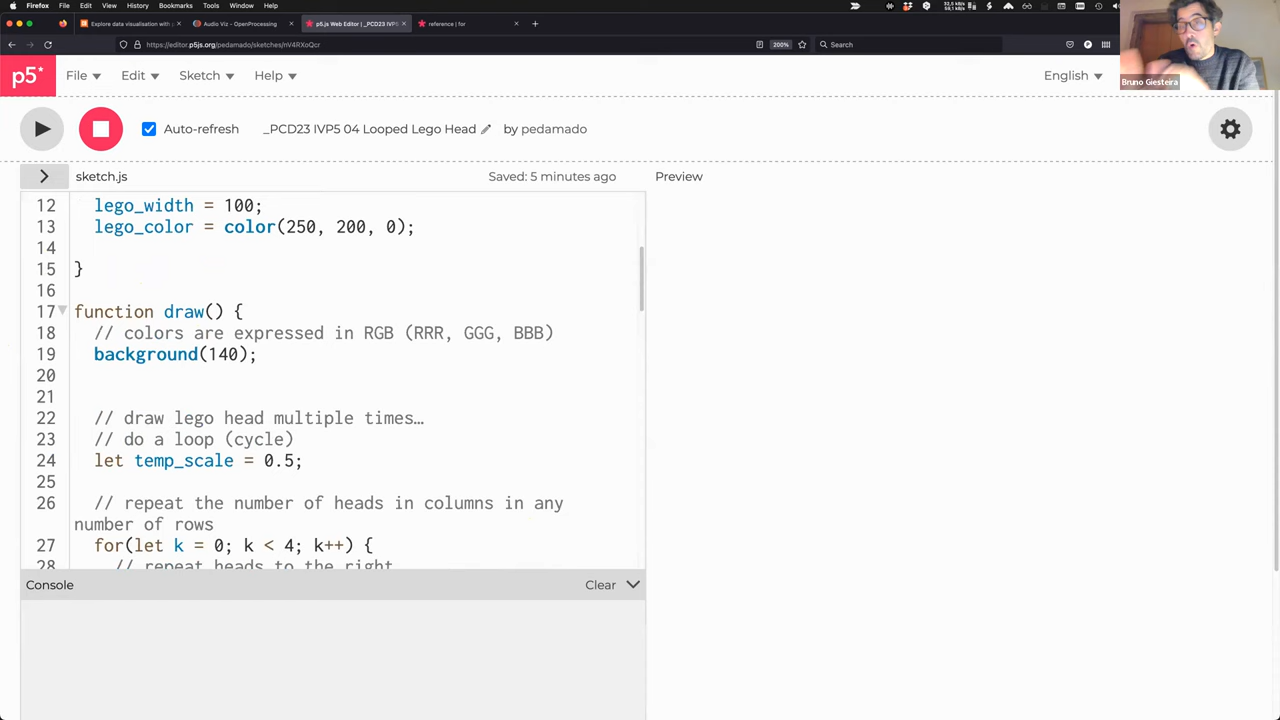 Firefox File Edit View History Bookmarks Tools Window Help
Explore data visualisation with p
Audio Viz - OpenProcessing
p5.js Web Editor | _PCD23 IVP5
reference | for
https://editor.p5js.org/pedamado/sketches/nV4RXoQcr
200%
Search
p5*
File
Edit
Sketch
Help
English
Bruno Giesteira
Auto-refresh
_PCD23 IVP5 04 Looped Lego Head
by pedamado
sketch.js
Saved: 5 minutes ago
Preview
12 lego_width = 100;
13 lego_color = color(250, 200, 0);
14
15 }
16
17 function draw() {
18 // colors are expressed in RGB (RRR, GGG, BBB)
19 background(140);
20
21
22 // draw lego head multiple times…
23 // do a loop (cycle)
24 let temp_scale = 0.5;
25
26 // repeat the number of heads in columns in any
number of rows
27 for(let k = 0; k < 4; k++) {
28 // repeat heads to the right
Console
Clear